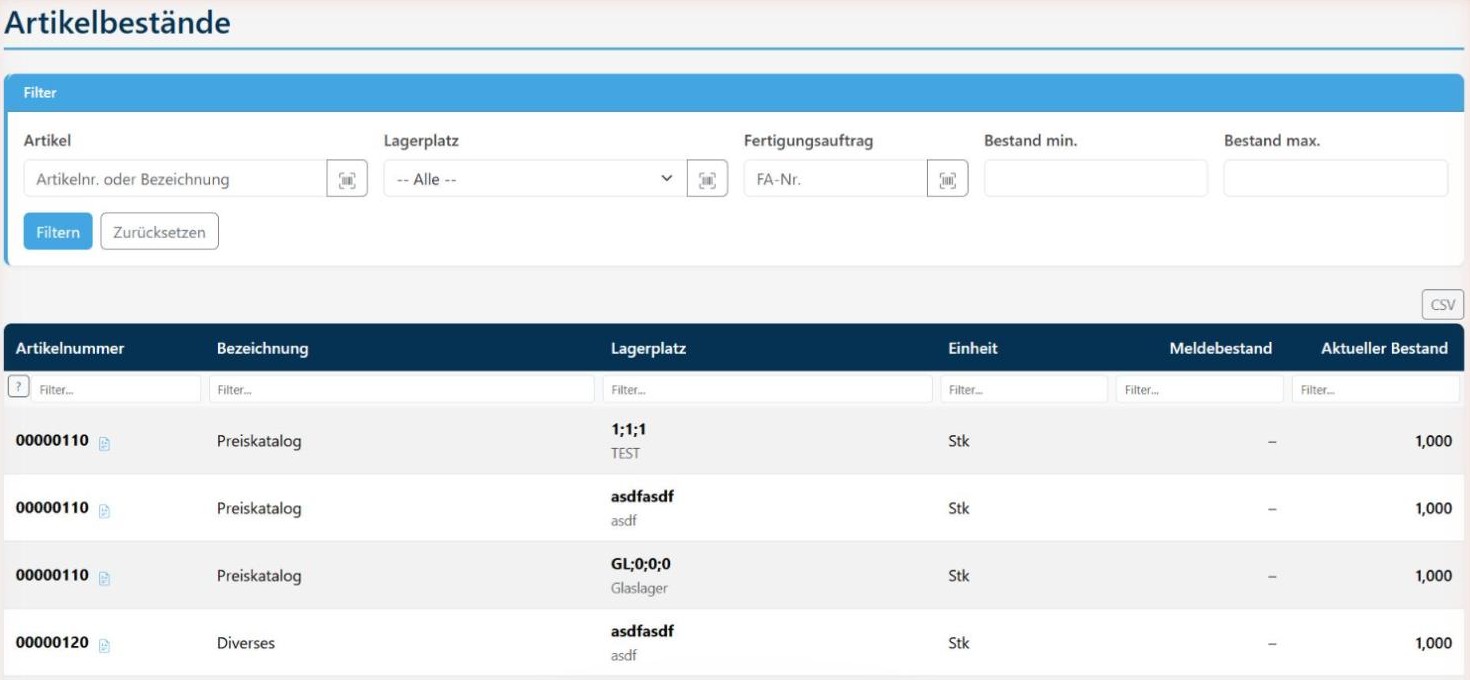 Artikelbestände
Filter
Artikel Lagerplatz Fertigungsauftrag Bestand min. Bestand max.
Artikelnr. oder Bezeichnung -- Alle -- FA-Nr.
Filtern Zurücksetzen
CSV
Artikelnummer Bezeichnung Lagerplatz Einheit Meldebestand Aktueller Bestand
? Filter... Filter... Filter... Filter... Filter... Filter...
00000110 Preiskatalog 1;1;1 Stk – 1,000
TEST
00000110 Preiskatalog asdfasdf Stk – 1,000
asdf
00000110 Preiskatalog GL;0;0;0 Stk – 1,000
Glaslager
00000120 Diverses asdfasdf Stk – 1,000
asdf